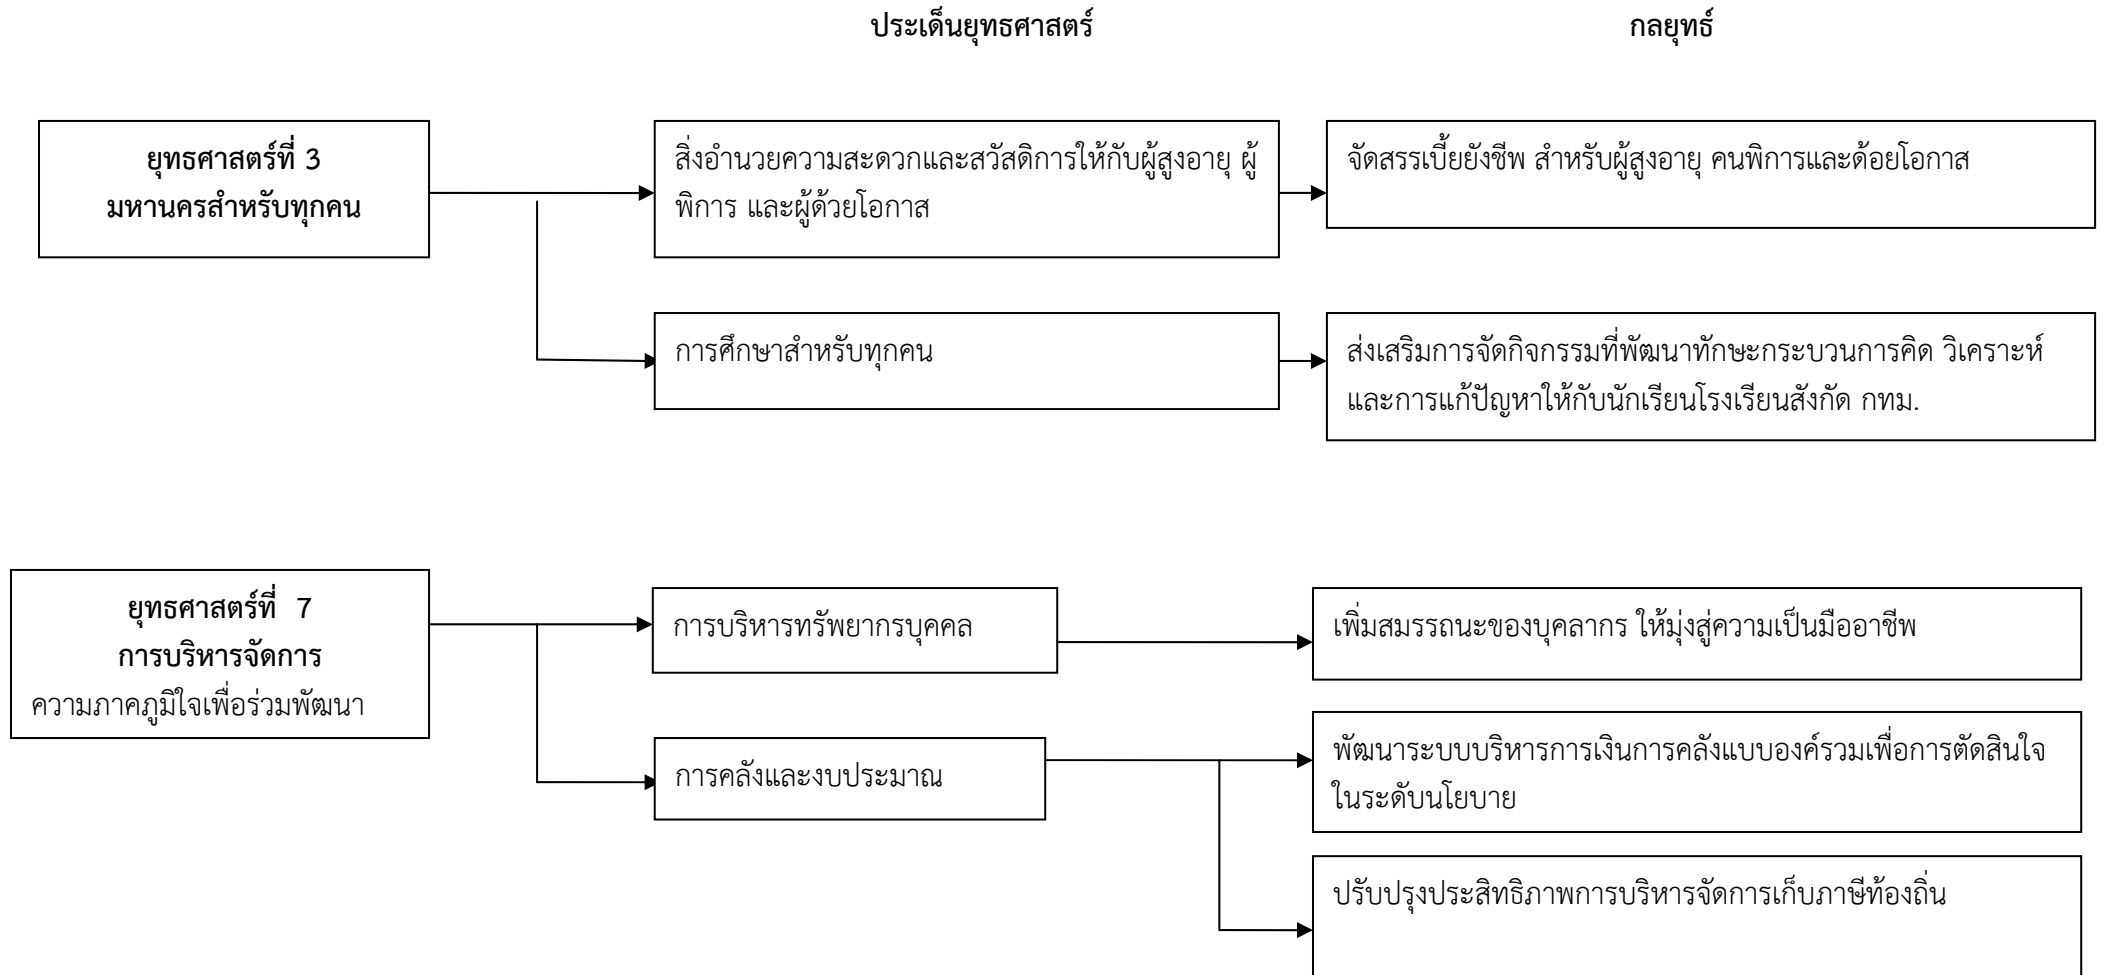 ประเด็นยุทธศาสตร์
กลยุทธ์
ยุทธศาสตร์ที่ 3
มหานครสำหรับทุกคน
สิ่งอำนวยความสะดวกและสวัสดิการให้กับผู้สูงอายุ ผู้
พิการ และผู้ด้วยโอกาส
จัดสรรเบี้ยยังชีพ สำหรับผู้สูงอายุ คนพิการและด้อยโอกาส
การศึกษาสำหรับทุกคน
ส่งเสริมการจัดกิจกรรมที่พัฒนาทักษะกระบวนการคิด วิเคราะห์
และการแก้ปัญหาให้กับนักเรียนโรงเรียนสังกัด กทม.
ยุทธศาสตร์ที่ 7
การบริหารจัดการ
ความภาคภูมิใจเพื่อร่วมพัฒนา
การบริหารทรัพยากรบุคคล
เพิ่มสมรรถนะของบุคลากร ให้มุ่งสู่ความเป็นมืออาชีพ
การคลังและงบประมาณ
พัฒนาระบบบริหารการเงินการคลังแบบองค์รวมเพื่อการตัดสินใจ
ในระดับนโยบาย
ปรับปรุงประสิทธิภาพการบริหารจัดการเก็บภาษีท้องถิ่น